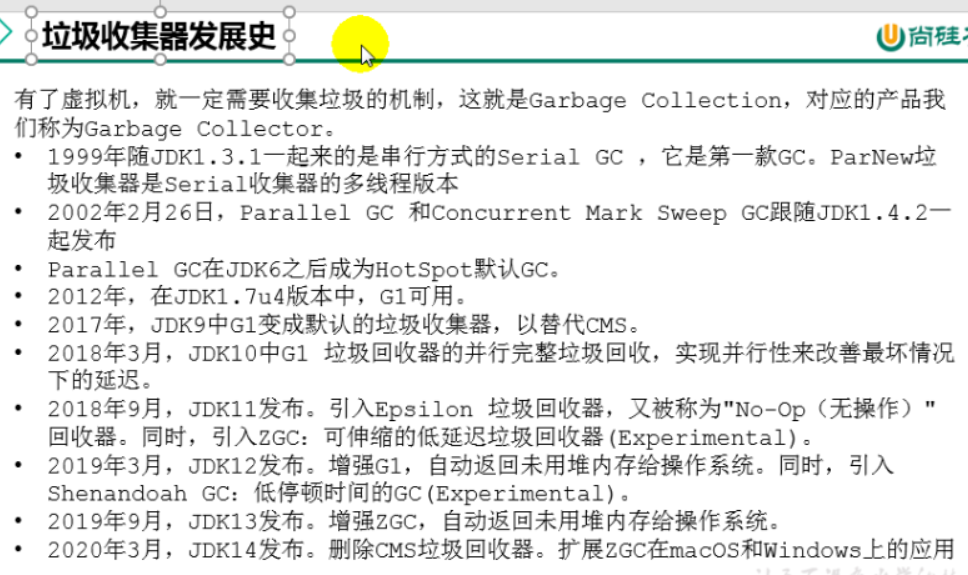 垃圾收集器发展史
尚硅
有了虚拟机，就一定需要收集垃圾的机制，这就是Garbage Collection，对应的产品我
们称为Garbage Collector。
• 1999年随JDK1.3.1一起来的是串行方式的Serial GC ，它是第一款GC。ParNew垃
圾收集器是Serial收集器的多线程版本
• 2002年2月26日，Parallel GC 和Concurrent Mark Sweep GC跟随JDK1.4.2一
起发布
• Parallel GC在JDK6之后成为HotSpot默认GC。
• 2012年，在JDK1.7u4版本中，G1可用。
• 2017年，JDK9中G1变成默认的垃圾收集器，以替代CMS。
• 2018年3月，JDK10中G1 垃圾回收器的并行完整垃圾回收，实现并行性来改善最坏情况
下的延迟。
• 2018年9月，JDK11发布。引入Epsilon 垃圾回收器，又被称为"No-Op（无操作）"
回收器。同时，引入ZGC：可伸缩的低延迟垃圾回收器(Experimental)。
• 2019年3月，JDK12发布。增强G1，自动返回未用堆内存给操作系统。同时，引入
Shenandoah GC：低停顿时间的GC(Experimental)。
• 2019年9月，JDK13发布。增强ZGC，自动返回未用堆内存给操作系统。
• 2020年3月，JDK14发布。删除CMS垃圾回收器。扩展ZGC在macOS和Windows上的应用